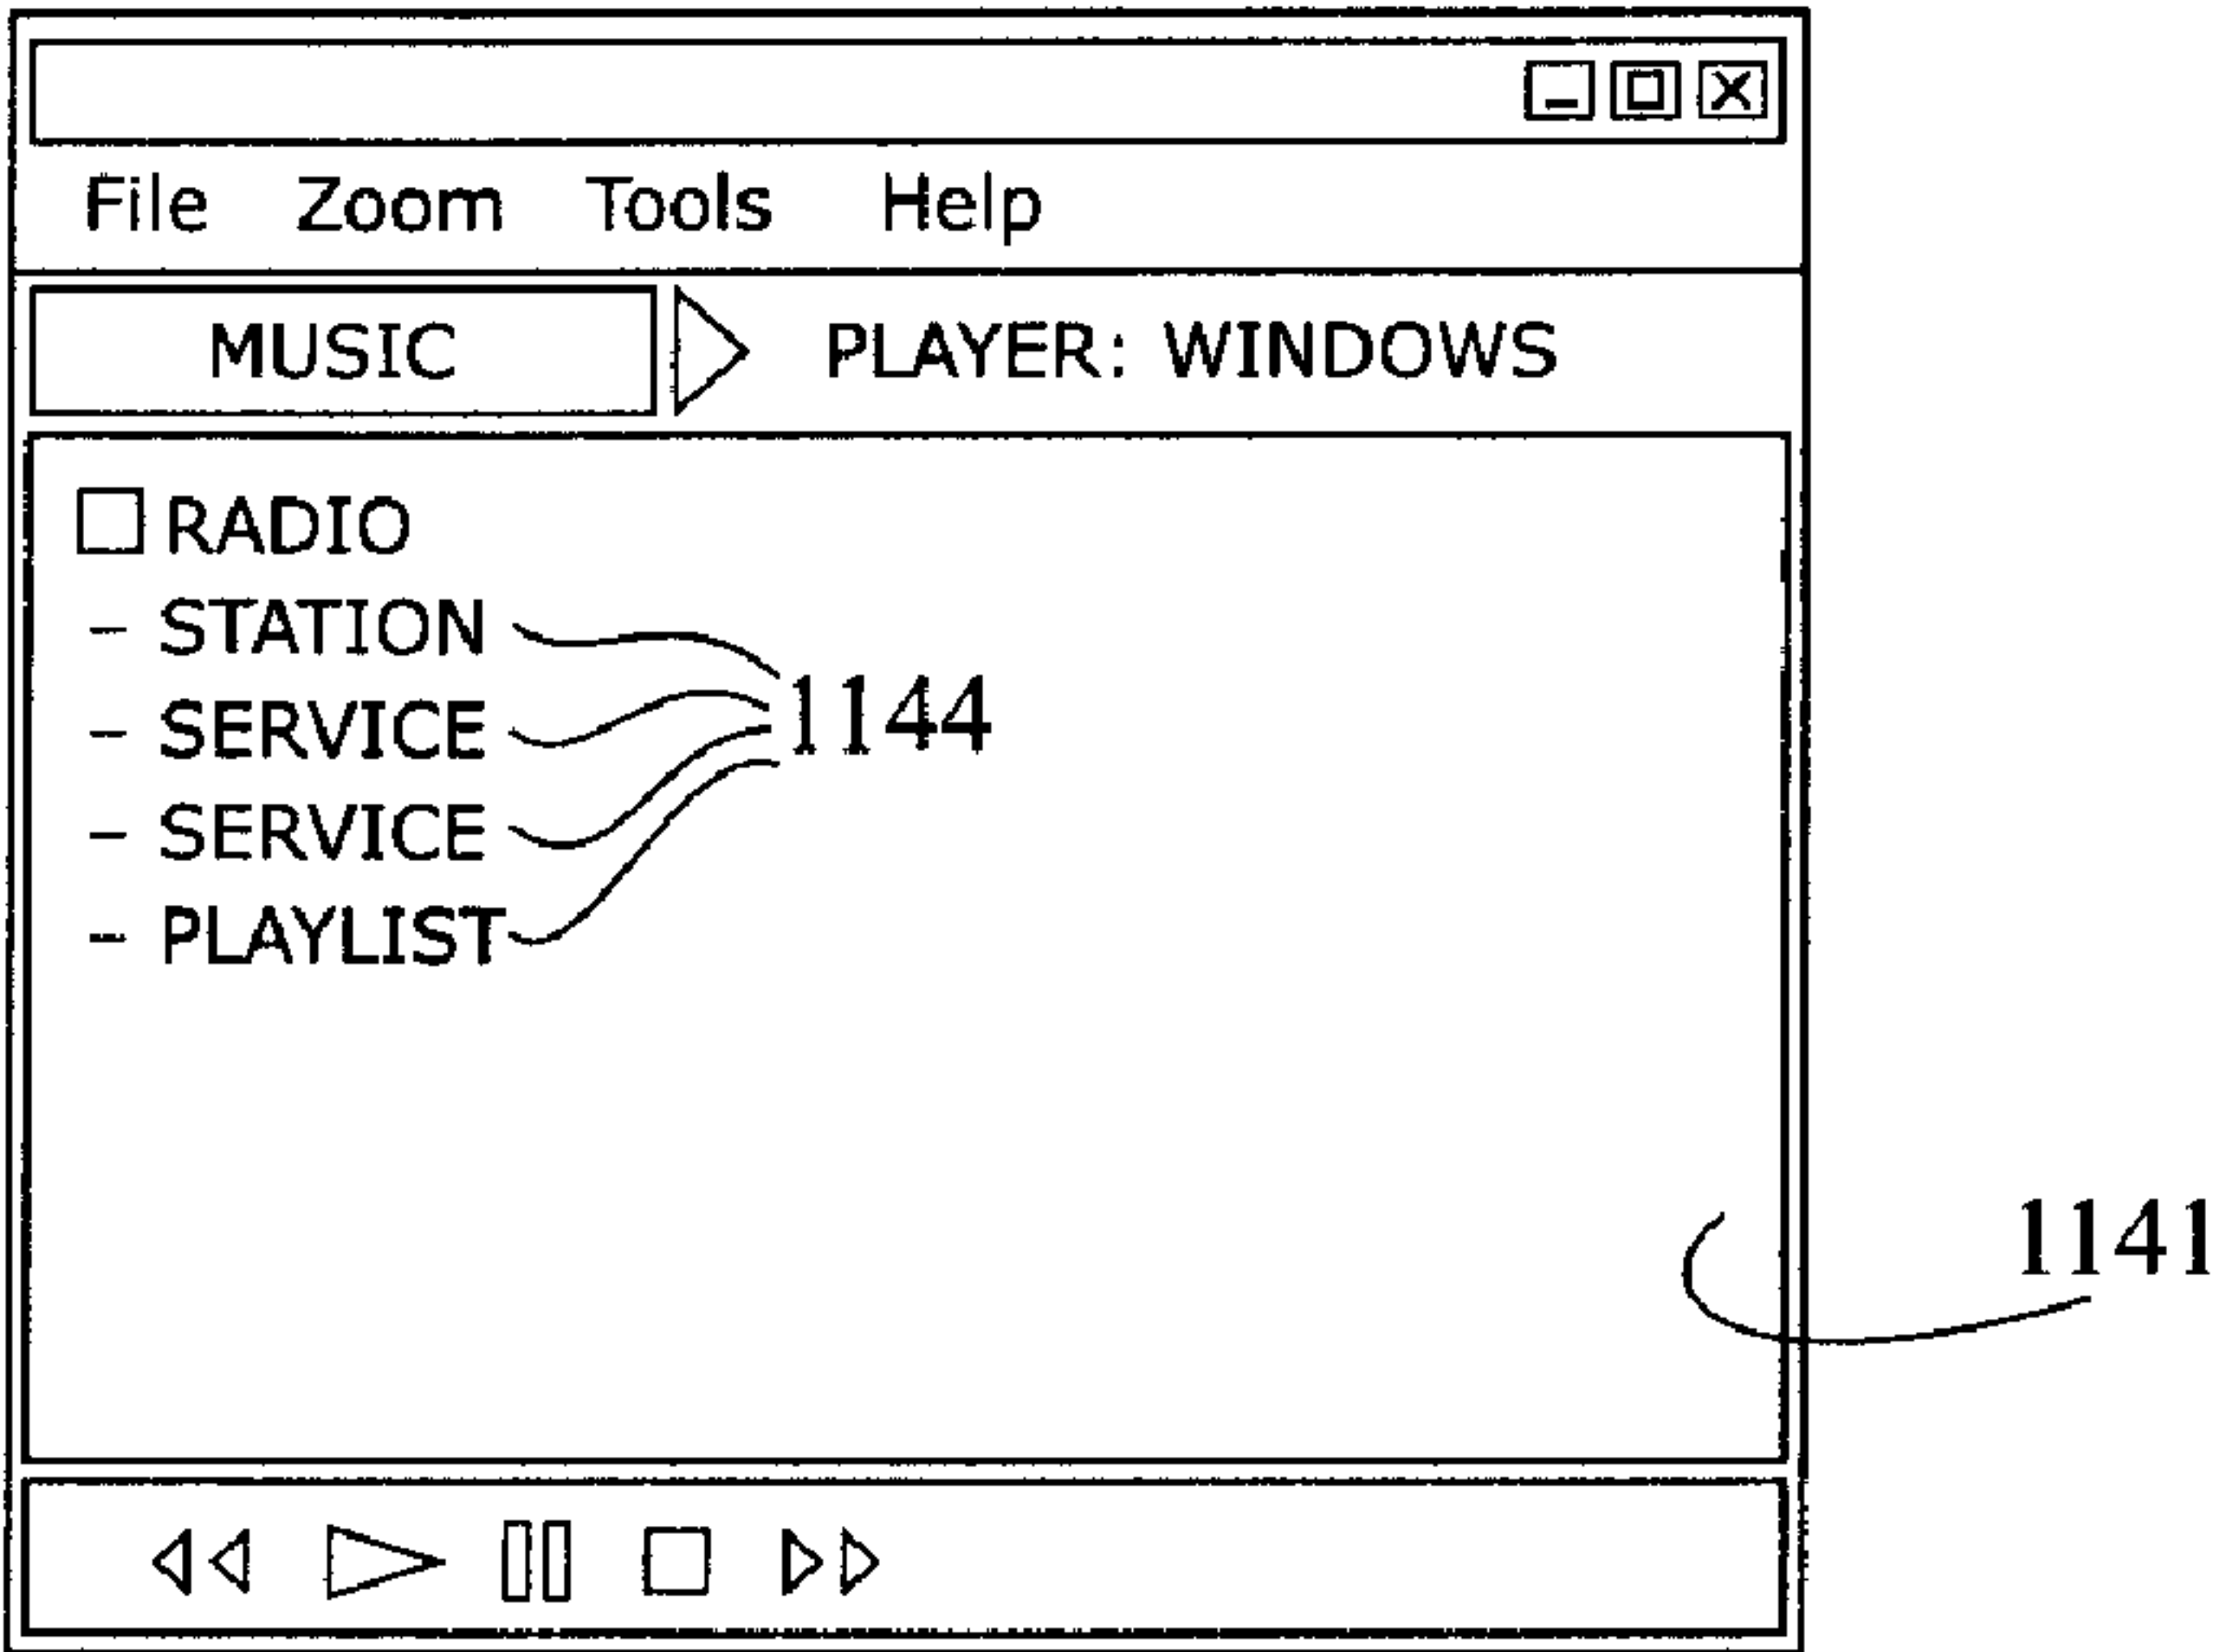 File Zoom Tools Help
MUSIC PLAYER: WINDOWS
RADIO
- STATION
- SERVICE
1144
- SERVICE
- PLAYLIST
1141